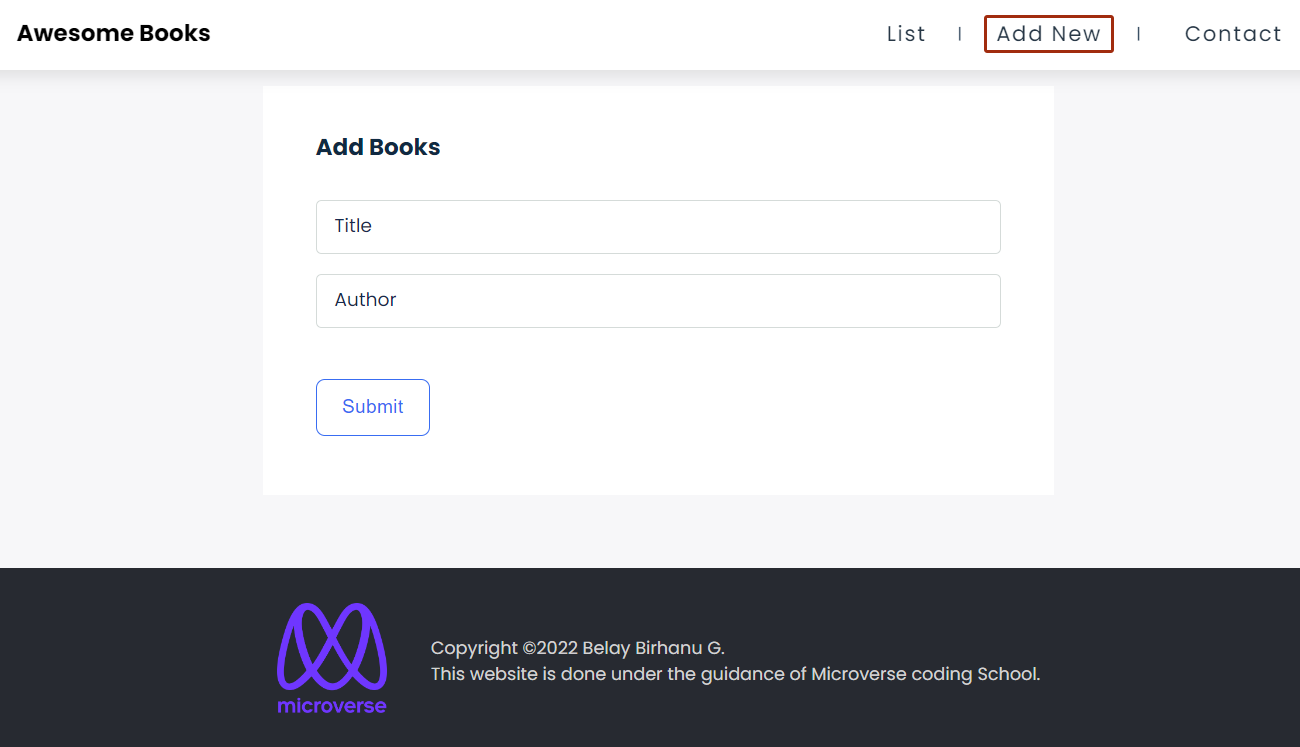 Awesome Books
List | Add New | Contact
Add Books
Title
Author
Submit
Copyright ©2022 Belay Birhanu G.
This website is done under the guidance of Microverse coding School.
microverse